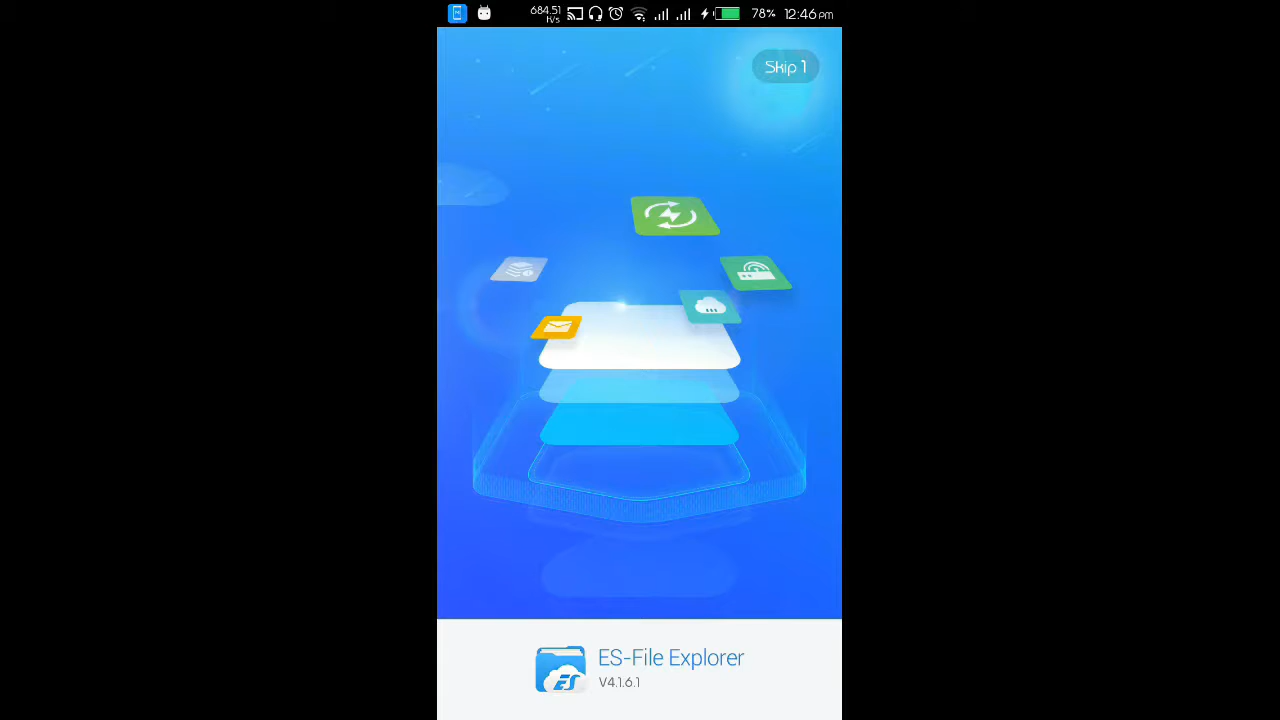 684.51
K/s
78% 12:46 pm
Skip 1
ES-File Explorer
V4.1.6.1